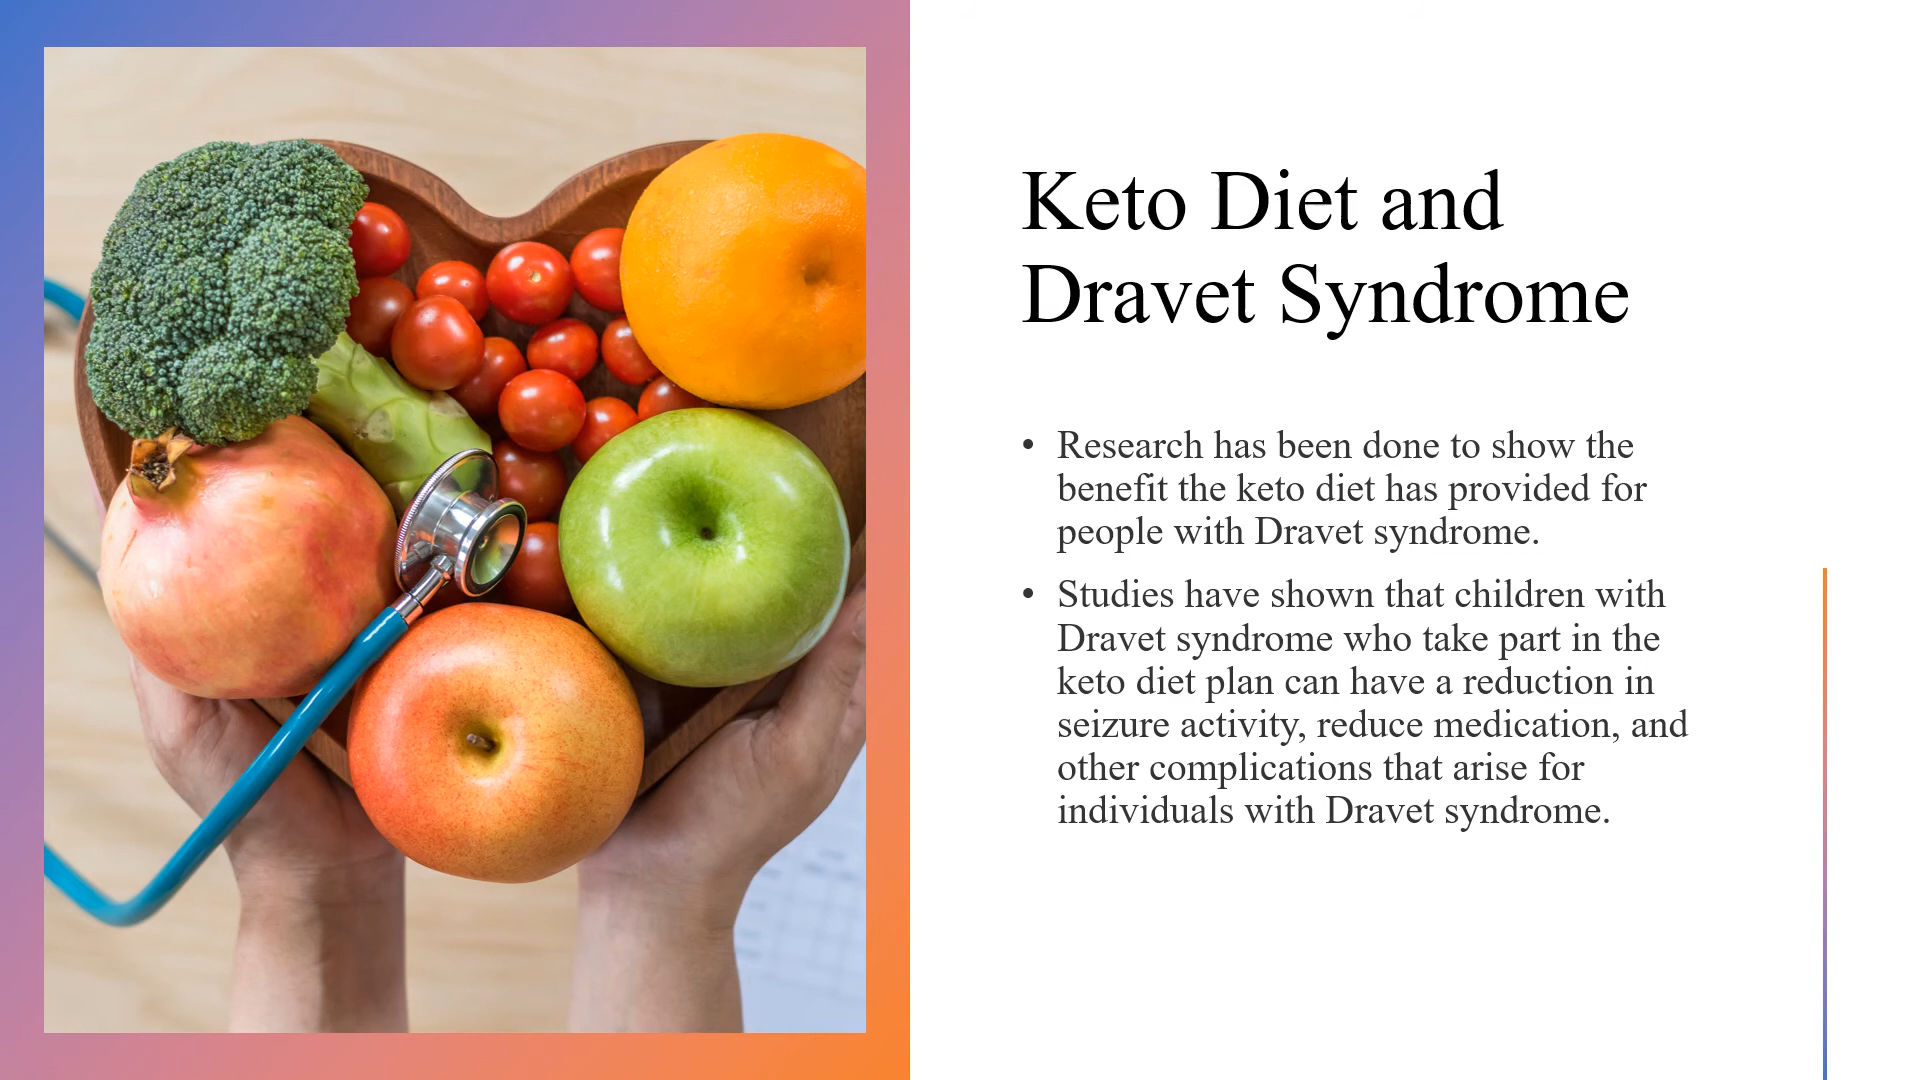 Keto Diet and
Dravet Syndrome
• Research has been done to show the
benefit the keto diet has provided for
people with Dravet syndrome.
• Studies have shown that children with
Dravet syndrome who take part in the
keto diet plan can have a reduction in
seizure activity, reduce medication, and
other complications that arise for
individuals with Dravet syndrome.